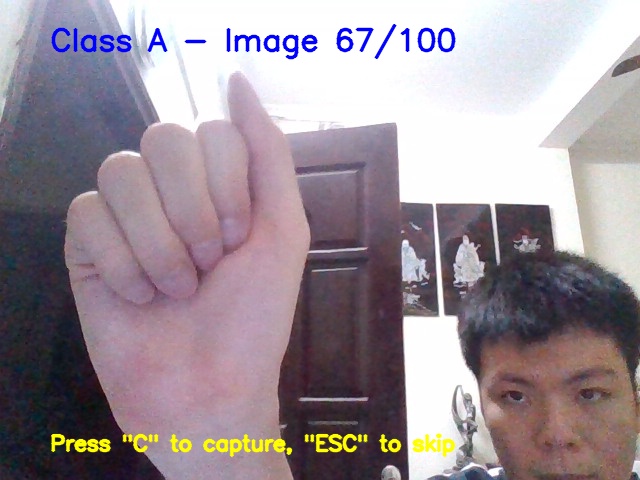 Class A - Image 67/100
Press "C" to capture, "ESC" to skip